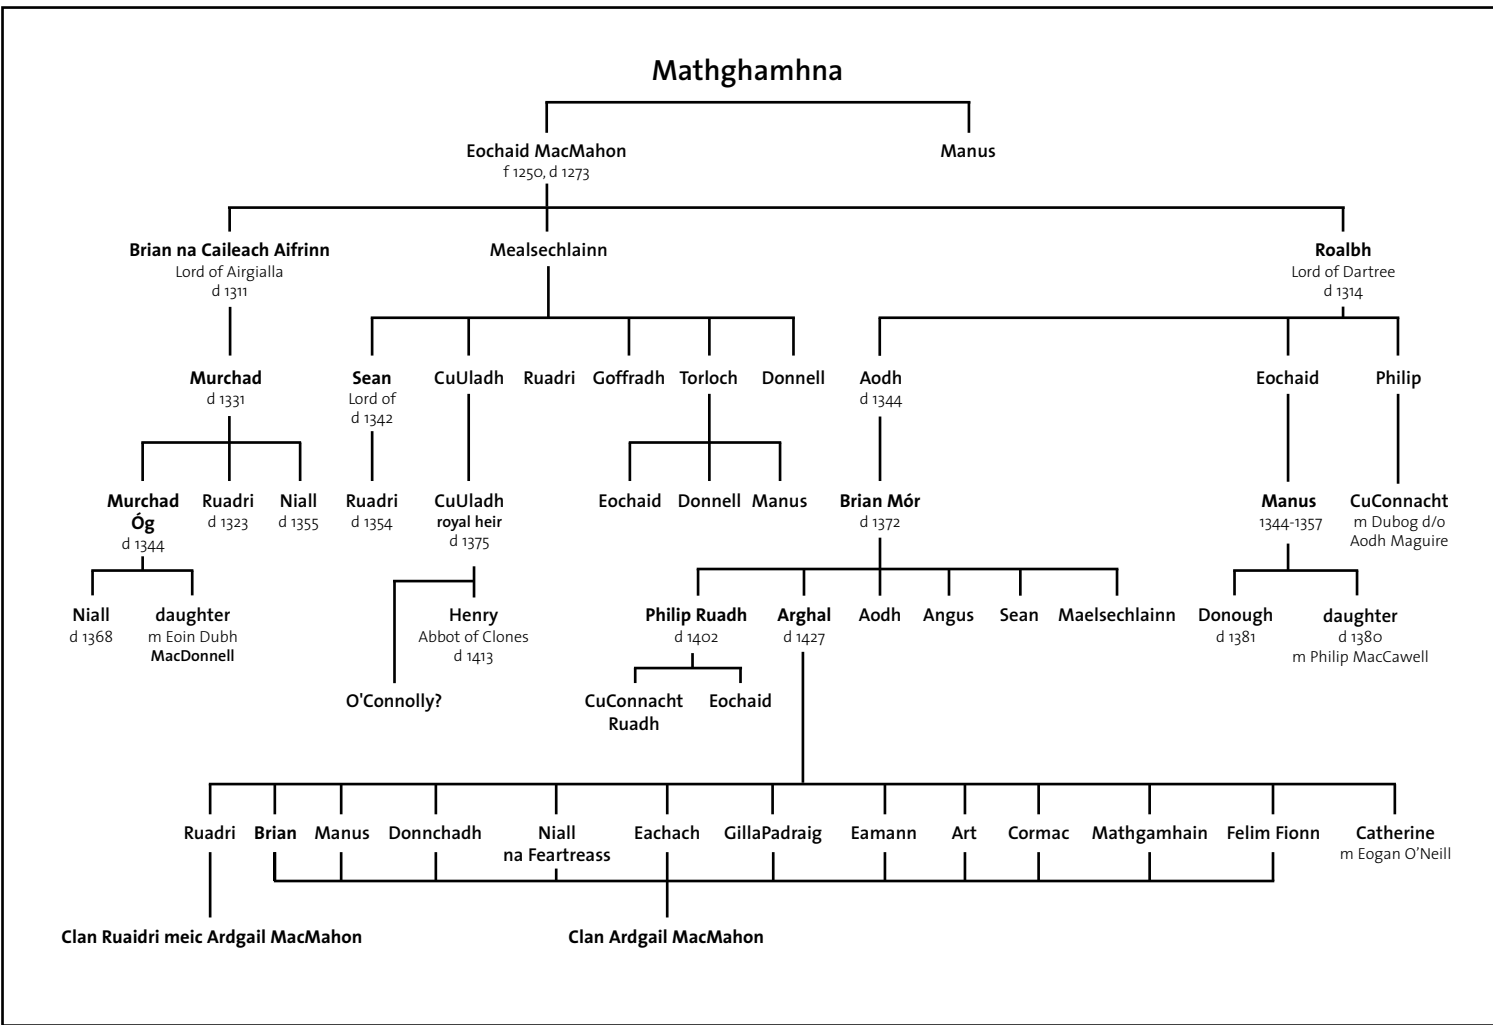 Mathghamhna
Eochaid MacMahon
f 1250, d 1273
Manus
Brian na Caileach Aifrinn
Lord of Airgialla
d 1311
Mealsechlainn
Roalbh
Lord of Dartree
d 1314
Murchad
d 1331
Sean
Lord of
d 1342
CuUladh
Ruadri
Goffradh
Torloch
Donnell
Aodh
d 1344
Eochaid
Philip
Murchad
Óg
d 1344
Ruadri
d 1323
Niall
d 1355
Ruadri
d 1354
CuUladh
royal heir
d 1375
Eochaid
Donnell
Manus
Brian Mór
d 1372
Manus
1344-1357
CuConnacht
m Dubog d/o
Aodh Maguire
Niall
d 1368
daughter
m Eoin Dubh
MacDonnell
Henry
Abbot of Clones
d 1413
Philip Ruadh
d 1402
Arghal
d 1427
Aodh
Angus
Sean
Maelsechlainn
Donough
d 1381
daughter
d 1380
m Philip MacCawell
O'Connolly?
CuConnacht
Ruadh
Eochaid
Ruadri
Brian
Manus
Donnchadh
Niall
na Feartreass
Eachach
GillaPadraig
Eamann
Art
Cormac
Mathgamhain
Felim Fionn
Catherine
m Eogan O’Neill
Clan Ruaidri meic Ardgail MacMahon
Clan Ardgail MacMahon